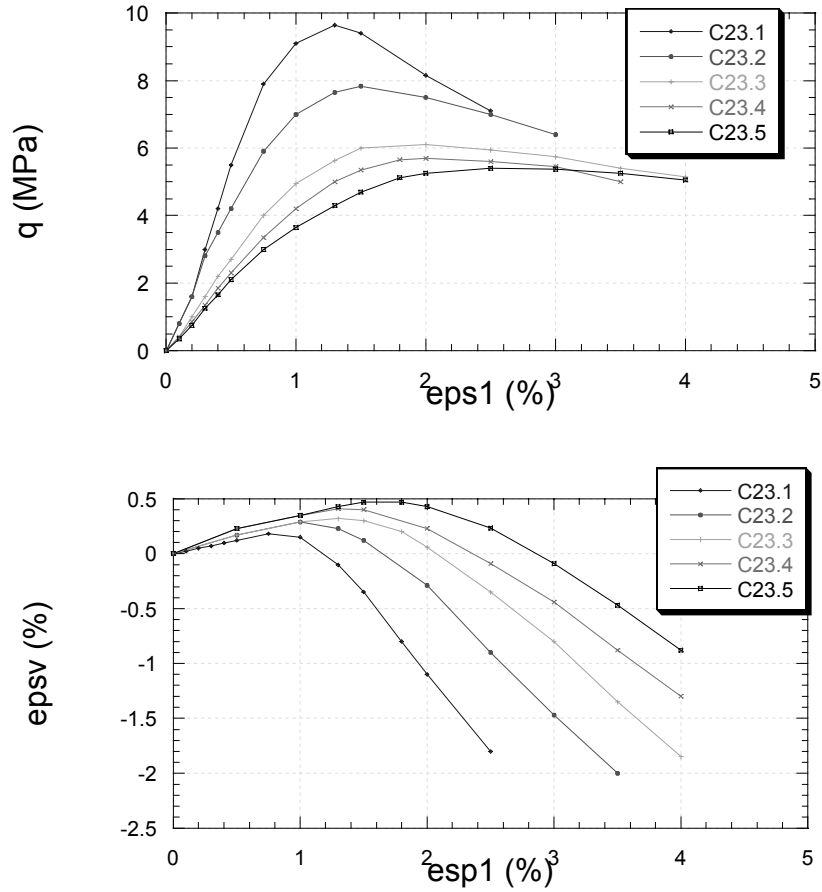 10
8
6
4
2
0
q (MPa)
0 1 2 3 4 5
eps1 (%)
C23.1
C23.2
C23.3
C23.4
C23.5
0.5
0
-0.5
-1
-1.5
-2
-2.5
epsv (%)
0 1 2 3 4 5
esp1 (%)
C23.1
C23.2
C23.3
C23.4
C23.5